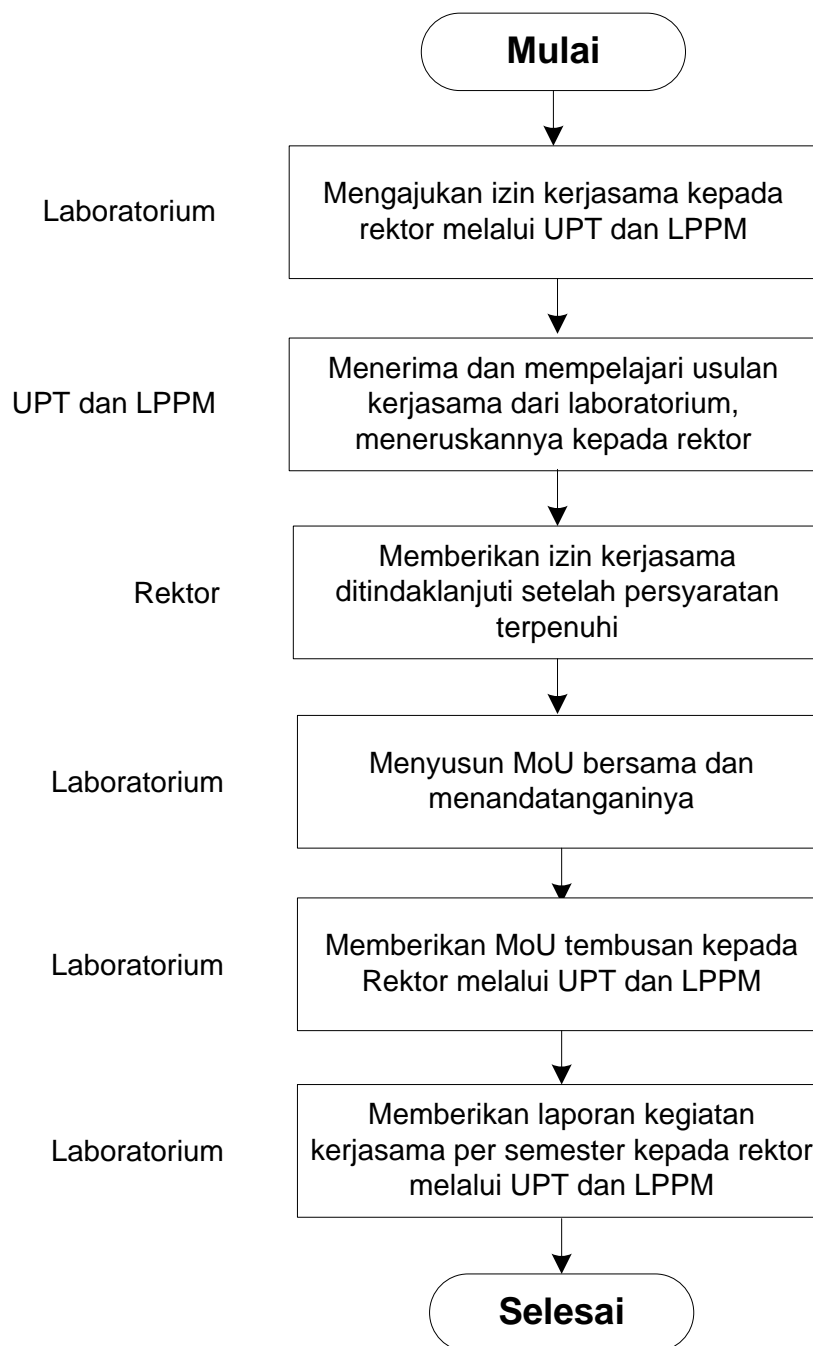 Mulai
Laboratorium
Mengajukan izin kerjasama kepada
rektor melalui UPT dan LPPM
UPT dan LPPM
Menerima dan mempelajari usulan
kerjasama dari laboratorium,
meneruskannya kepada rektor
Rektor
Memberikan izin kerjasama
ditindaklanjuti setelah persyaratan
terpenuhi
Laboratorium
Menyusun MoU bersama dan
menandatanganinya
Laboratorium
Memberikan MoU tembusan kepada
Rektor melalui UPT dan LPPM
Laboratorium
Memberikan laporan kegiatan
kerjasama per semester kepada rektor
melalui UPT dan LPPM
Selesai